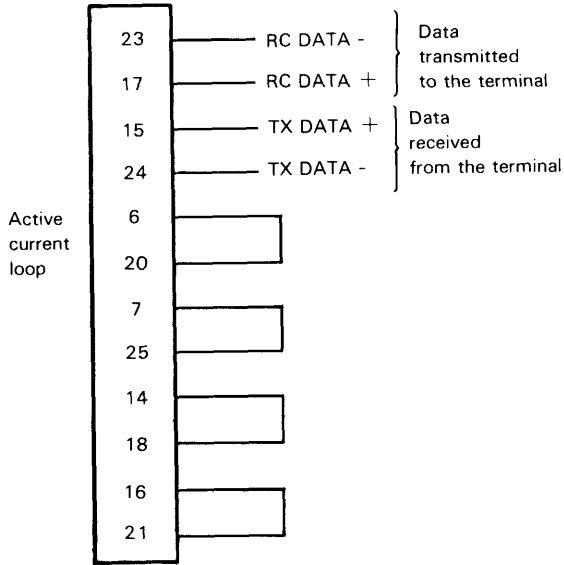 23 RC DATA - Data
transmitted
17 RC DATA + to the terminal
15 TX DATA + Data
received
24 TX DATA - from the terminal
6
Active
current
20
loop
7
25
14
18
16
21